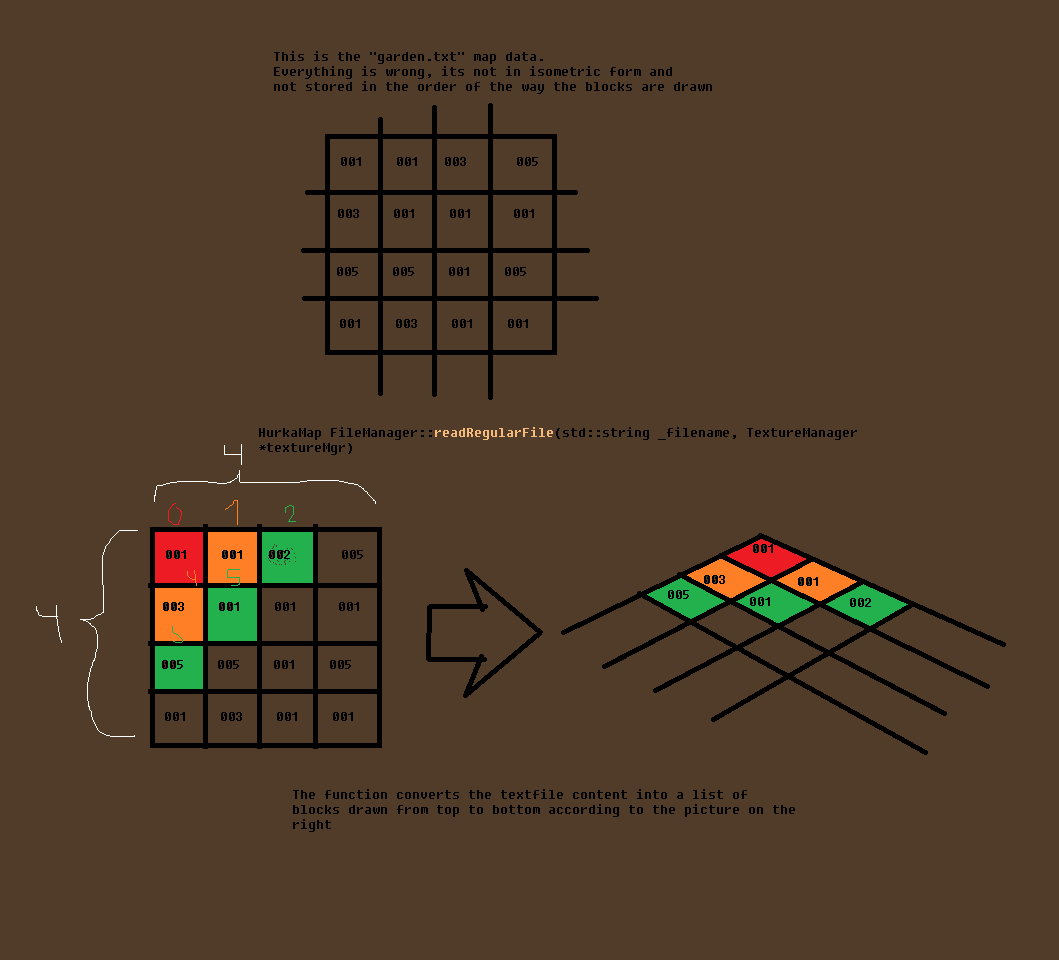 This is the "garden.txt" map data.
Everything is wrong, its not in isometric form and
not stored in the order of the way the blocks are drawn
001 001 003 005
003 001 001 001
005 005 001 005
001 003 001 001
HurkaMap FileManager::readRegularFile(std::string _filename, TextureManager
*textureMgr)
4
0 1 2
001 001 002 005
4 5
4
003 001 001 001
5
005 005 001 005
001 003 001 001
001
003 001
005 001 002
The function converts the textfile content into a list of
blocks drawn from top to bottom according to the picture on the
right